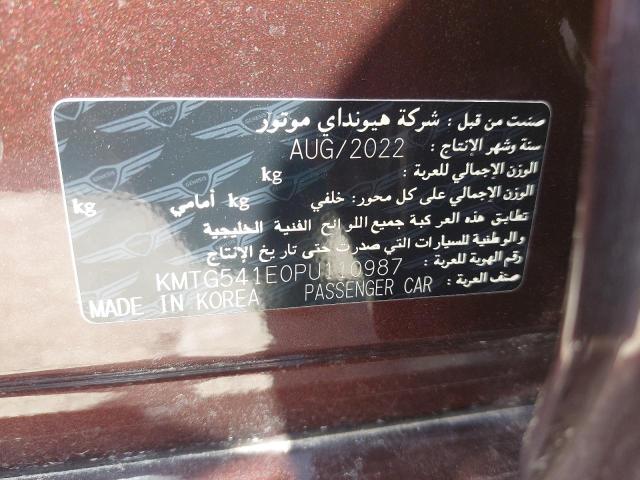 صنعت من قبل : شركة هيونداي موتور
سنة وشهر الإنتاج : AUG/2022
الوزن الإجمالي للعربة : kg
الوزن الإجمالي على كل محور: خلفي kg أمامي kg
تطابق هذه العركبة جميع اللوائح الفنية الخليجية
والوطنية للسيارات التي صدرت حتى تاريخ الإنتاج
رقم الهوية للعربة : KMTG541E0PU110987
صنف العربة : PASSENGER CAR
MADE IN KOREA
GENESIS